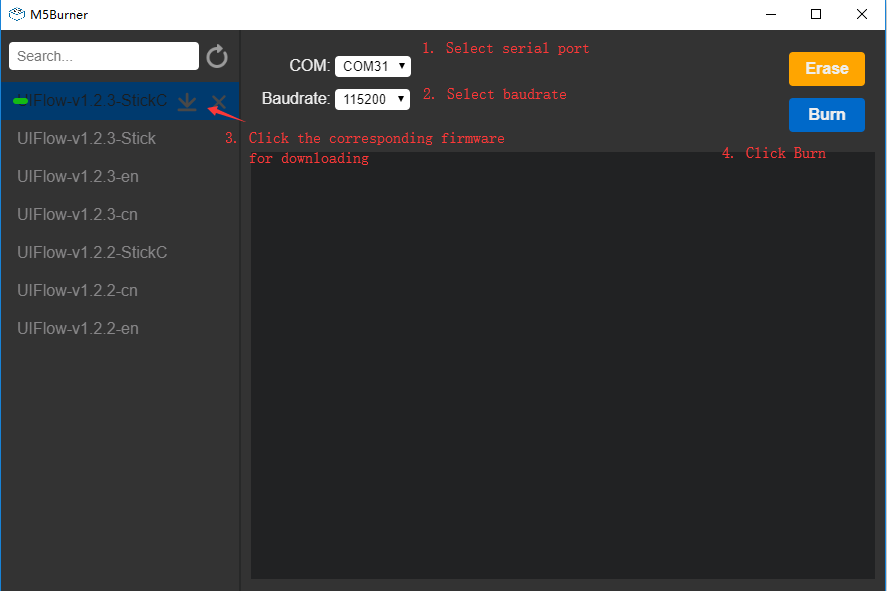 M5Burner
Search...
COM: COM31
1. Select serial port
Erase
Baudrate: 115200
2. Select baudrate
Burn
UIFlow-v1.2.3-StickC
3. Click the corresponding firmware
for downloading
4. Click Burn
UIFlow-v1.2.3-Stick
UIFlow-v1.2.3-en
UIFlow-v1.2.3-cn
UIFlow-v1.2.2-StickC
UIFlow-v1.2.2-cn
UIFlow-v1.2.2-en